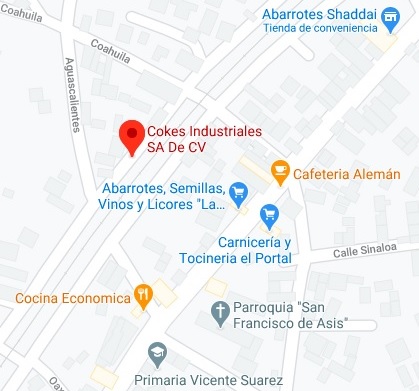 Abarrotes Shaddai
Tienda de conveniencia
Coahuila
Coahuila
Aguascalientes
Cokes Industriales
SA De CV
Cafeteria Alemán
Abarrotes, Semillas,
Vinos y Licores "La...
Carnicería y
Tocineria el Portal
Calle Sinaloa
Cocina Economica
Parroquia "San
Francisco de Asis"
Primaria Vicente Suarez
Oax